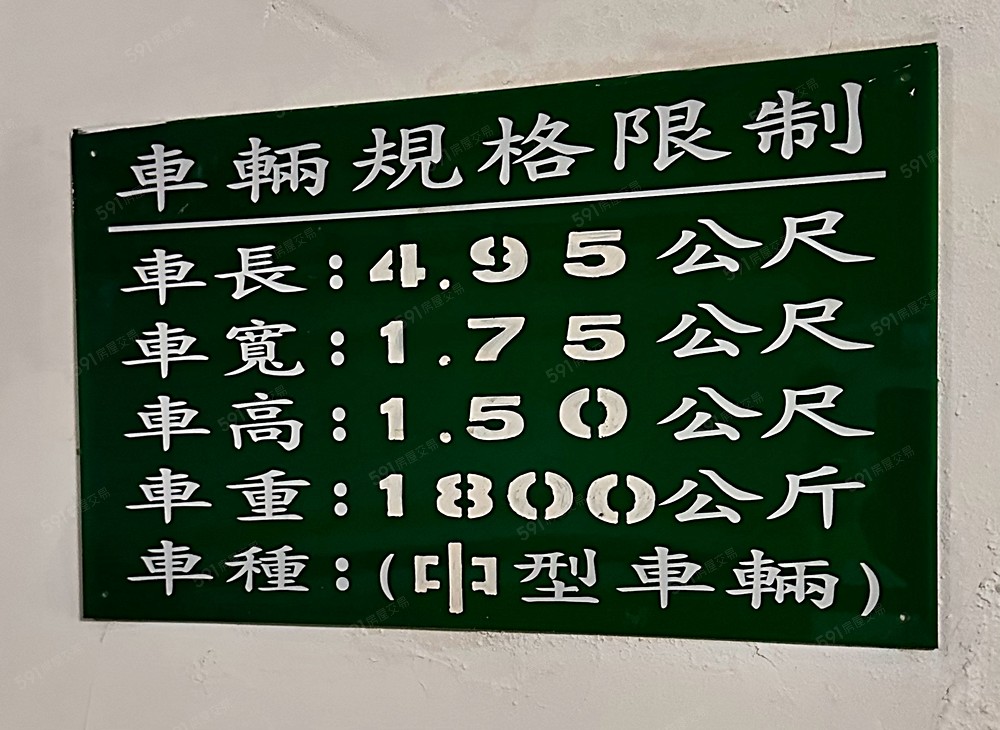 車輛規格限制
車長：4.95公尺
車寬：1.75公尺
車高：1.50公尺
車重：1800公斤
車種：(中型車輛)